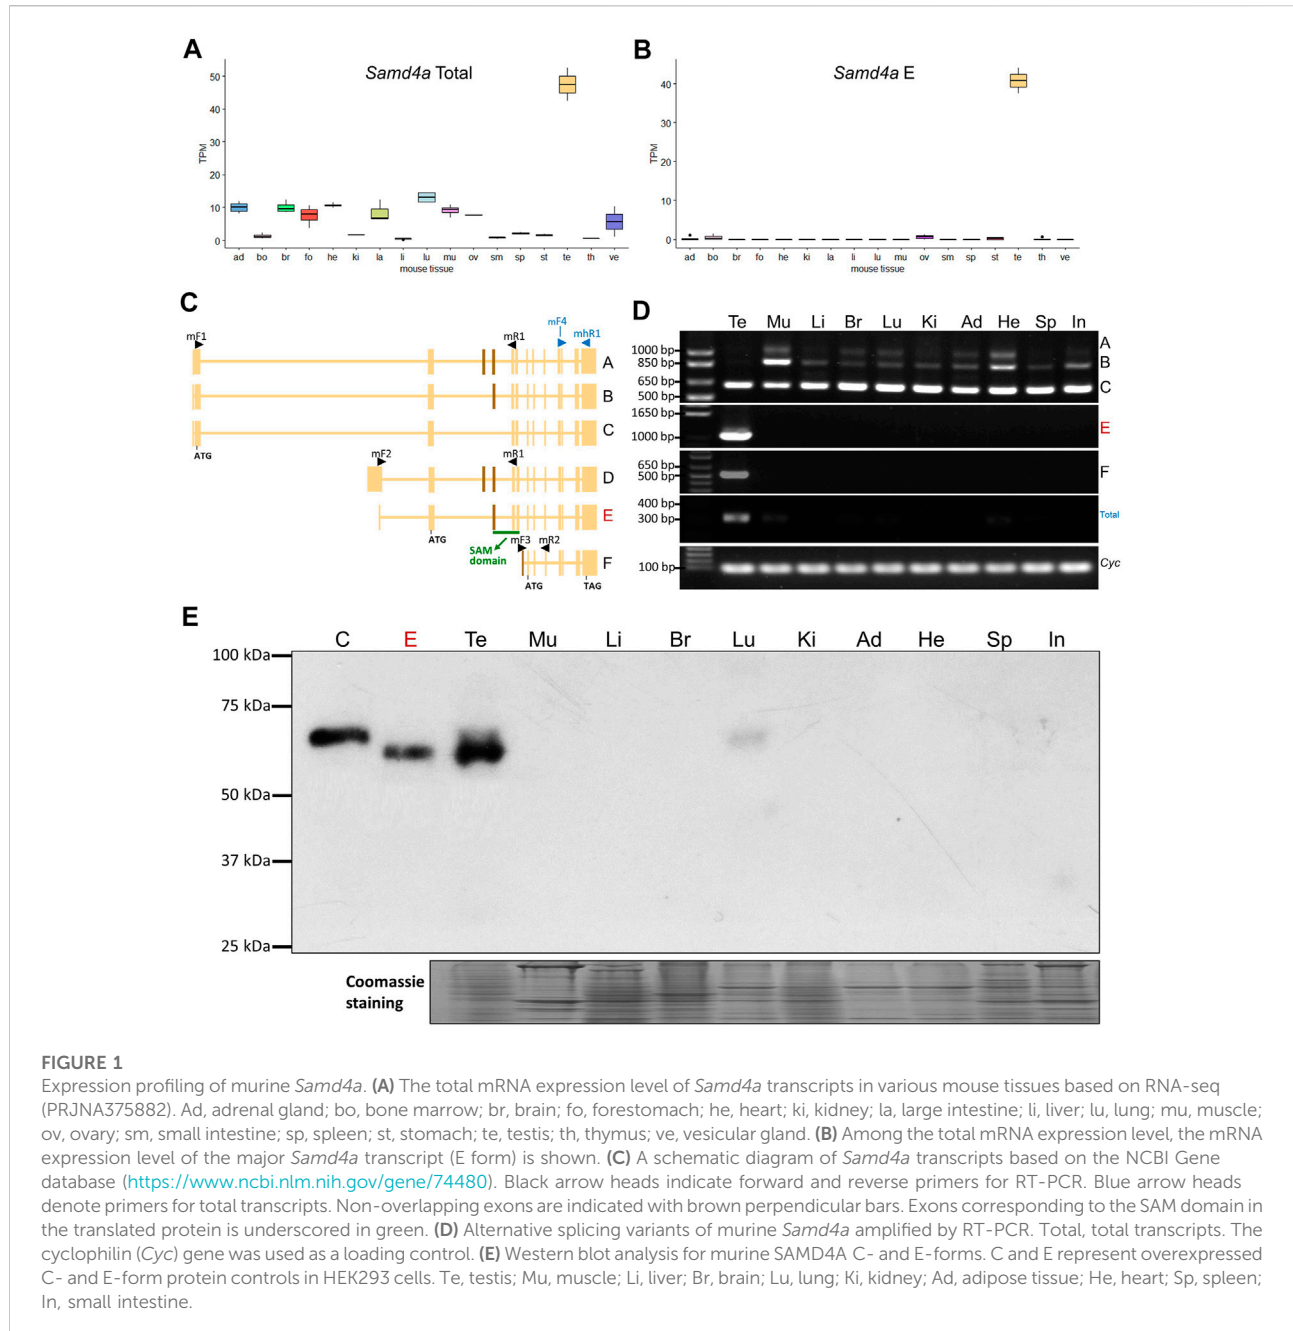 A
B
Samd4a Total
Samd4a E
50
40
30
20
10
0
TPM
ad bo br fo he ki la li lu mu ov sm sp st te th ve
mouse tissue
40
30
20
10
0
TPM
ad bo br fo he ki la li lu mu ov sm sp st te th ve
mouse tissue
C
mF1
mR1
mF4
mhR1
A
B
C
ATG
mF2
mR1
D
E
ATG
SAM
domain
mF3
mR2
F
ATG
TAG
D
Te Mu Li Br Lu Ki Ad He Sp In
1000 bp
850 bp
650 bp
500 bp
A
B
C
1650 bp
1000 bp
E
650 bp
500 bp
F
400 bp
300 bp
Total
100 bp
Cyc
E
C E Te Mu Li Br Lu Ki Ad He Sp In
100 kDa
75 kDa
50 kDa
37 kDa
25 kDa
Coomassie
staining
FIGURE 1
Expression profiling of murine Samd4a. (A) The total mRNA expression level of Samd4a transcripts in various mouse tissues based on RNA-seq
(PRJNA375882). Ad, adrenal gland; bo, bone marrow; br, brain; fo, forestomach; he, heart; ki, kidney; la, large intestine; li, liver; lu, lung; mu, muscle;
ov, ovary; sm, small intestine; sp, spleen; st, stomach; te, testis; th, thymus; ve, vesicular gland. (B) Among the total mRNA expression level, the mRNA
expression level of the major Samd4a transcript (E form) is shown. (C) A schematic diagram of Samd4a transcripts based on the NCBI Gene
database (https://www.ncbi.nlm.nih.gov/gene/74480). Black arrow heads indicate forward and reverse primers for RT-PCR. Blue arrow heads
denote primers for total transcripts. Non-overlapping exons are indicated with brown perpendicular bars. Exons corresponding to the SAM domain in
the translated protein is underscored in green. (D) Alternative splicing variants of murine Samd4a amplified by RT-PCR. Total, total transcripts. The
cyclophilin (Cyc) gene was used as a loading control. (E) Western blot analysis for murine SAMD4A C- and E-forms. C and E represent overexpressed
C- and E-form protein controls in HEK293 cells. Te, testis; Mu, muscle; Li, liver; Br, brain; Lu, lung; Ki, kidney; Ad, adipose tissue; He, heart; Sp, spleen;
In, small intestine.